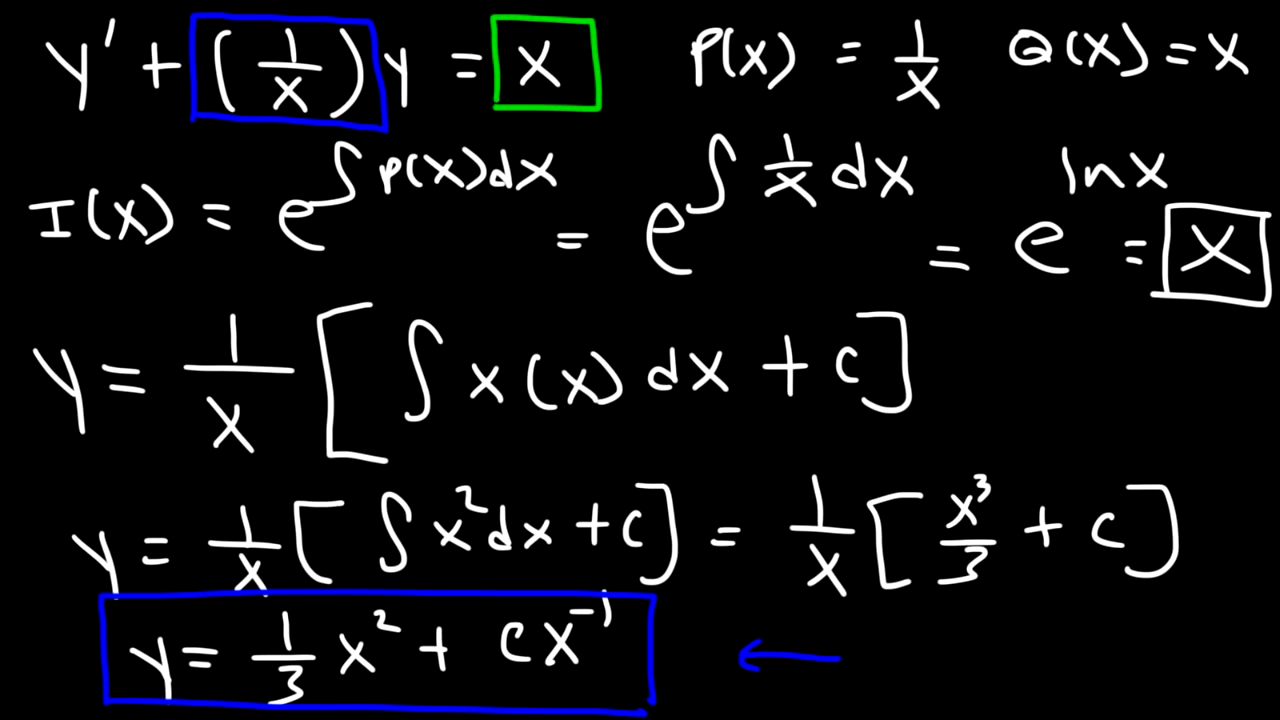 y' + (1/x) y = x    P(x) = 1/x    Q(x) = x
I(x) = e^∫P(x)dx = e^∫1/x dx = e^ln x = x
y = 1/x [∫ x(x) dx + c]
y = 1/x [∫ x² dx + c] = 1/x [x³/3 + c]
y = 1/3 x² + cx⁻¹ ←